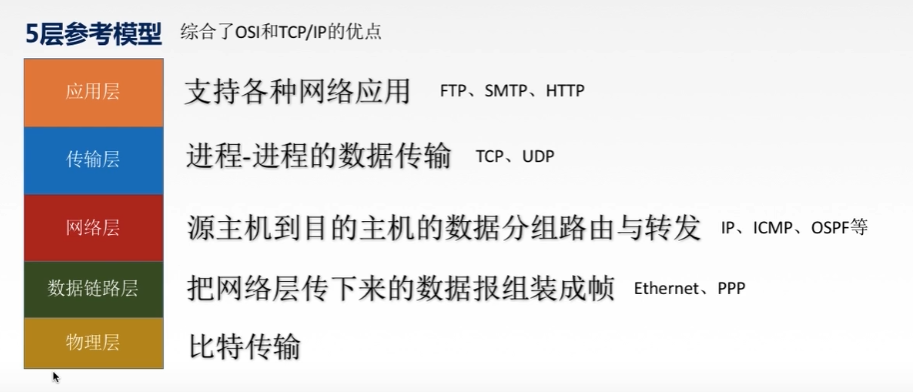 5层参考模型 综合了OSI和TCP/IP的优点
应用层 支持各种网络应用 FTP、SMTP、HTTP
传输层 进程-进程的数据传输 TCP、UDP
网络层 源主机到目的主机的数据分组路由与转发 IP、ICMP、OSPF等
数据链路层 把网络层传下来的数据报组装成帧 Ethernet、PPP
物理层 比特传输